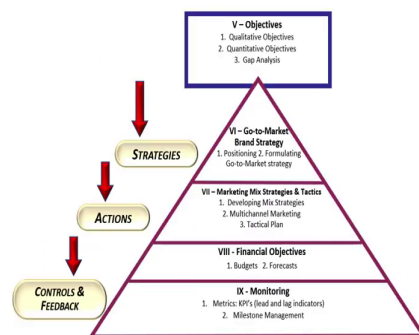 V – Objectives
1. Qualitative Objectives
2. Quantitative Objectives
3. Gap Analysis
VI – Go-to-Market
Brand Strategy
1. Positioning 2. Formulating
Go-to-Market strategy
STRATEGIES
VII – Marketing Mix Strategies & Tactics
1. Developing Mix Strategies
2. Multichannel Marketing
3. Tactical Plan
ACTIONS
VIII - Financial Objectives
1. Budgets 2. Forecasts
CONTROLS &
FEEDBACK
IX - Monitoring
1. Metrics: KPI's (lead and lag indicators)
2. Milestone Management